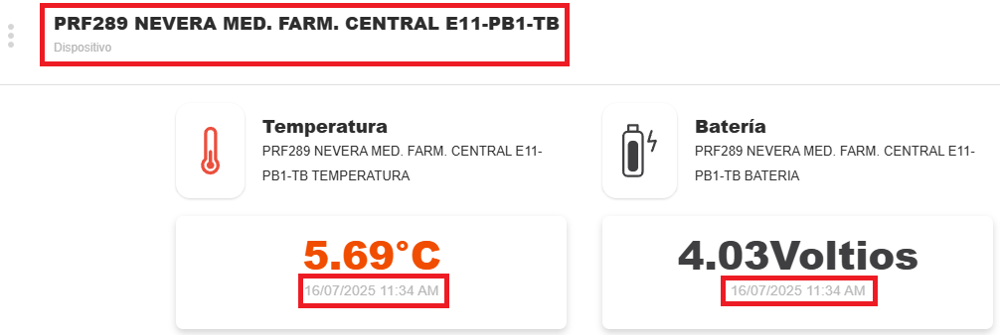 PRF289 NEVERA MED. FARM. CENTRAL E11-PB1-TB
Dispositivo
Temperatura
PRF289 NEVERA MED. FARM. CENTRAL E11-
PB1-TB TEMPERATURA
Batería
PRF289 NEVERA MED. FARM. CENTRAL E11-
PB1-TB BATERIA
5.69°C
16/07/2025 11:34 AM
4.03Voltios
16/07/2025 11:34 AM